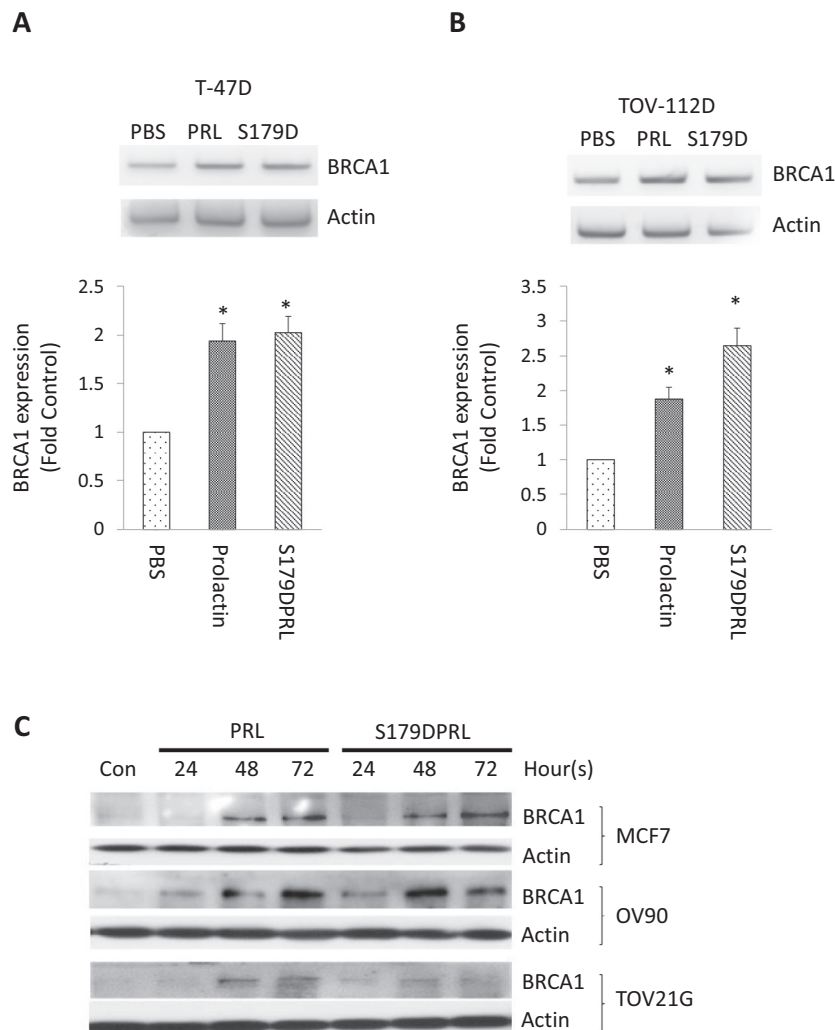 A
T-47D
PBS PRL S179D
BRCA1
Actin
2.5
2
1.5
1
0.5
0
BRCA1 expression
(Fold Control)
*
*
PBS
Prolactin
S179DPRL
B
TOV-112D
PBS PRL S179D
BRCA1
Actin
3.5
3
2.5
2
1.5
1
0.5
0
BRCA1 expression
(Fold Control)
*
*
PBS
Prolactin
S179DPRL
C
PRL S179DPRL
Con 24 48 72 24 48 72 Hour(s)
BRCA1
Actin
MCF7
BRCA1
Actin
OV90
BRCA1
Actin
TOV21G